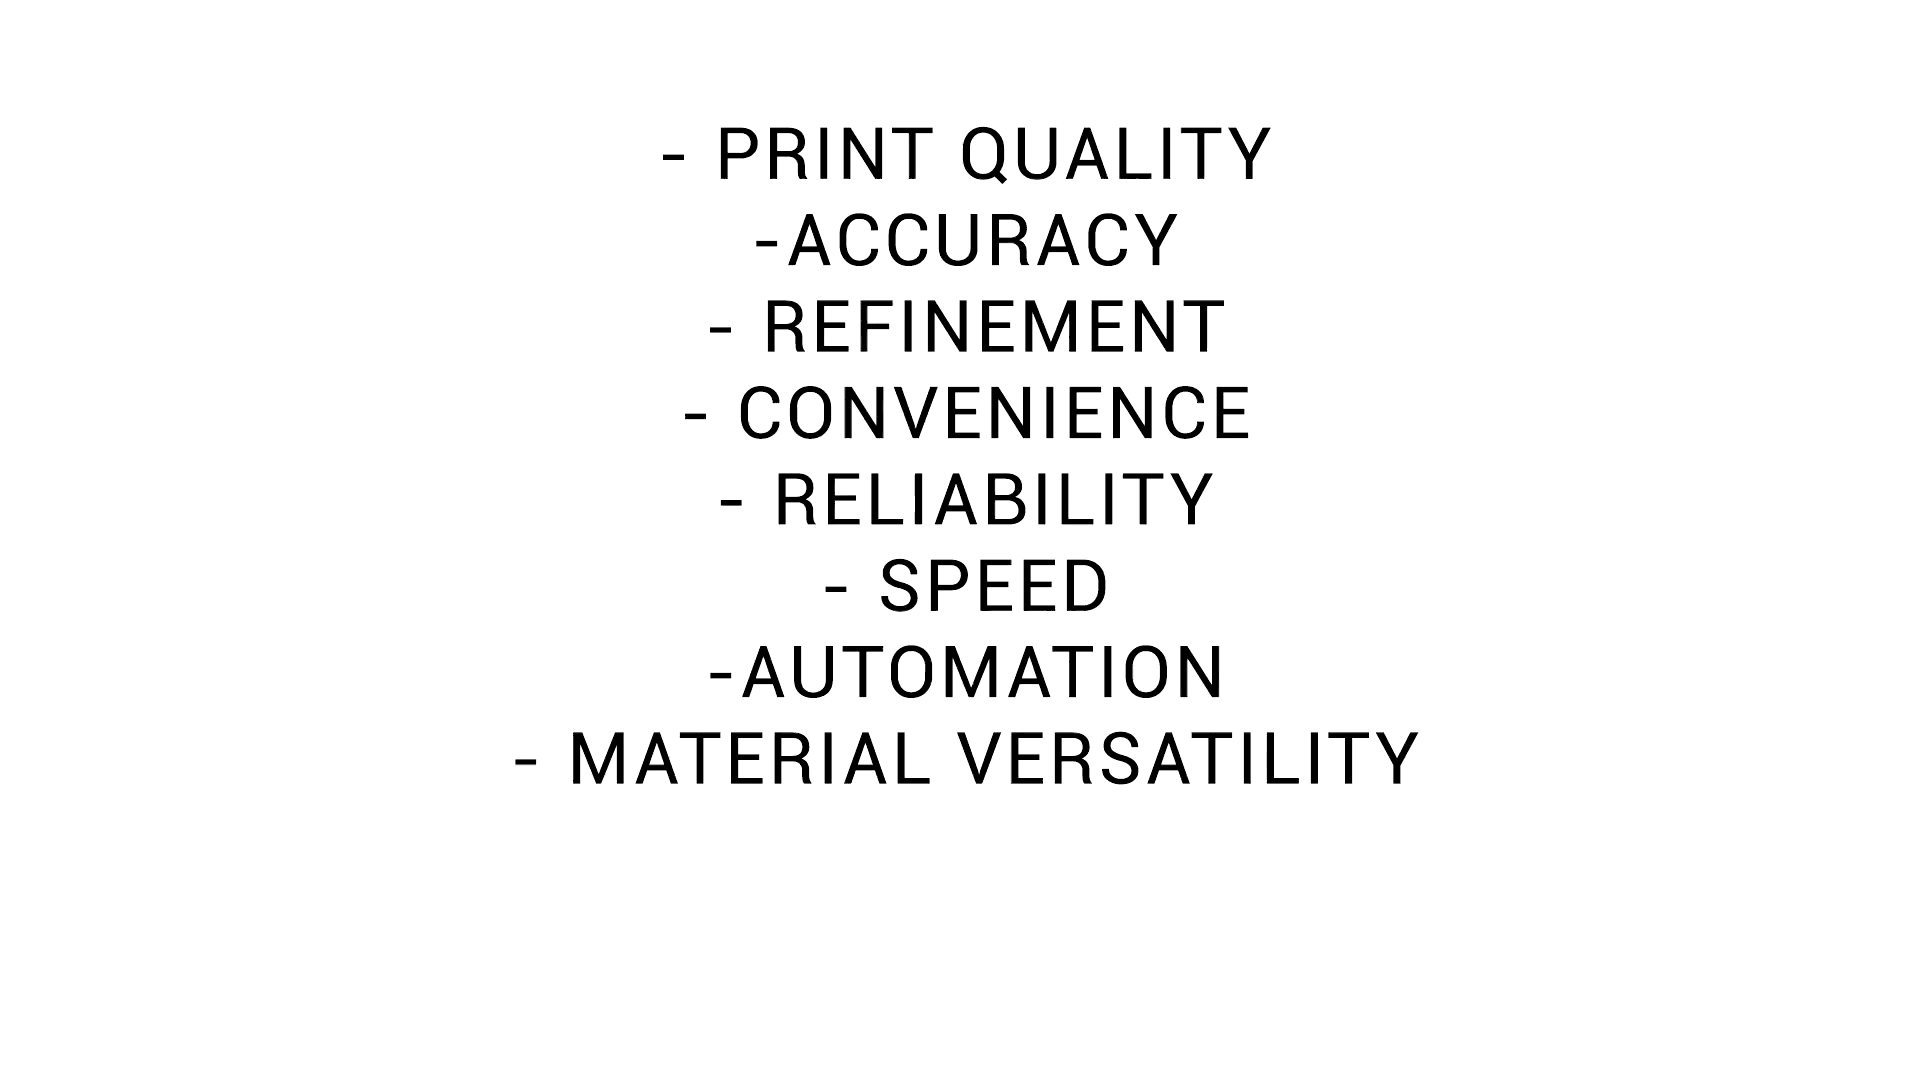 - PRINT QUALITY
-ACCURACY
- REFINEMENT
- CONVENIENCE
- RELIABILITY
- SPEED
-AUTOMATION
- MATERIAL VERSATILITY